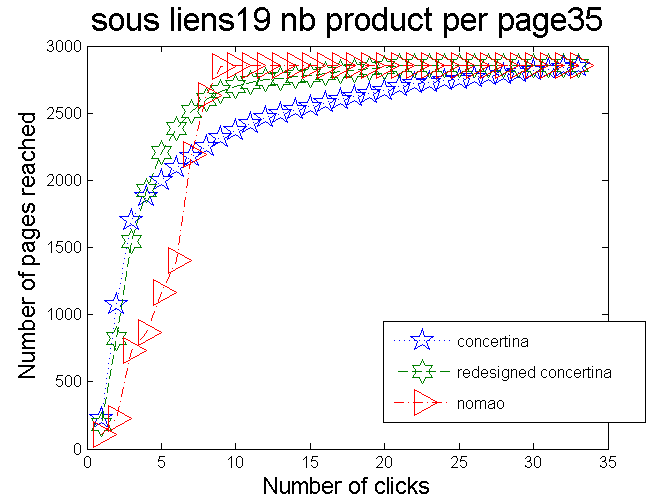 sous liens19 nb product per page35
3000
2500
2000
1500
1000
500
0
Number of pages reached
0 5 10 15 20 25 30 35
Number of clicks
concertina
redesigned concertina
nomao